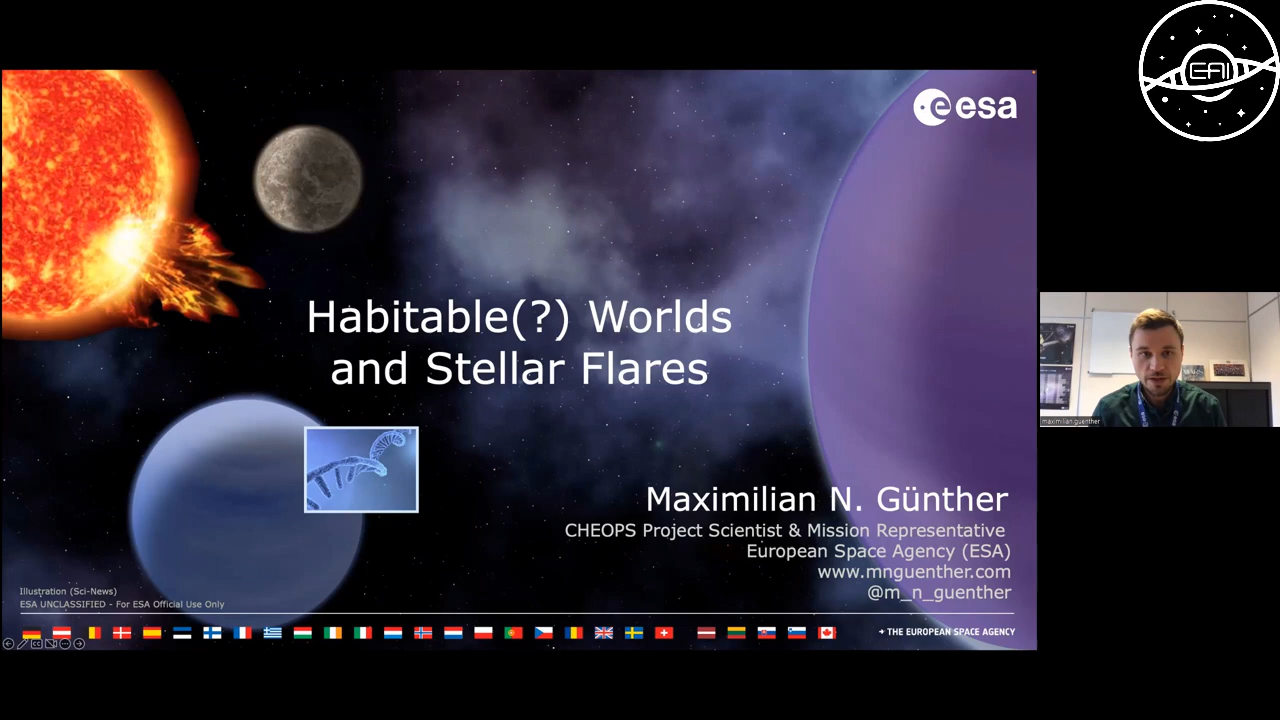 EAI
esa
Habitable(?) Worlds
and Stellar Flares
maximilian.guenther
Maximilian N. Günther
CHEOPS Project Scientist & Mission Representative
European Space Agency (ESA)
www.mnguenther.com
@m_n_guenther
Illustration (Sci-News)
ESA UNCLASSIFIED - For ESA Official Use Only
→ THE EUROPEAN SPACE AGENCY